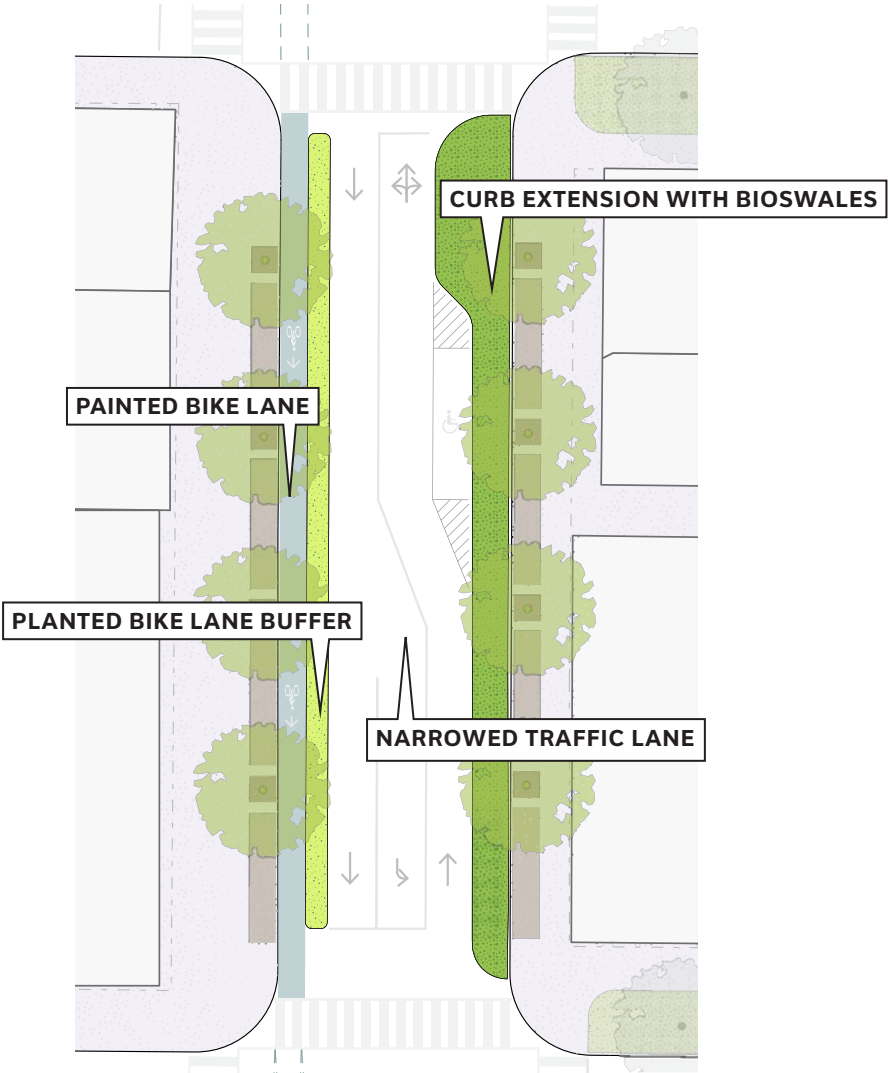 CURB EXTENSION WITH BIOSWALES
PAINTED BIKE LANE
PLANTED BIKE LANE BUFFER
NARROWED TRAFFIC LANE